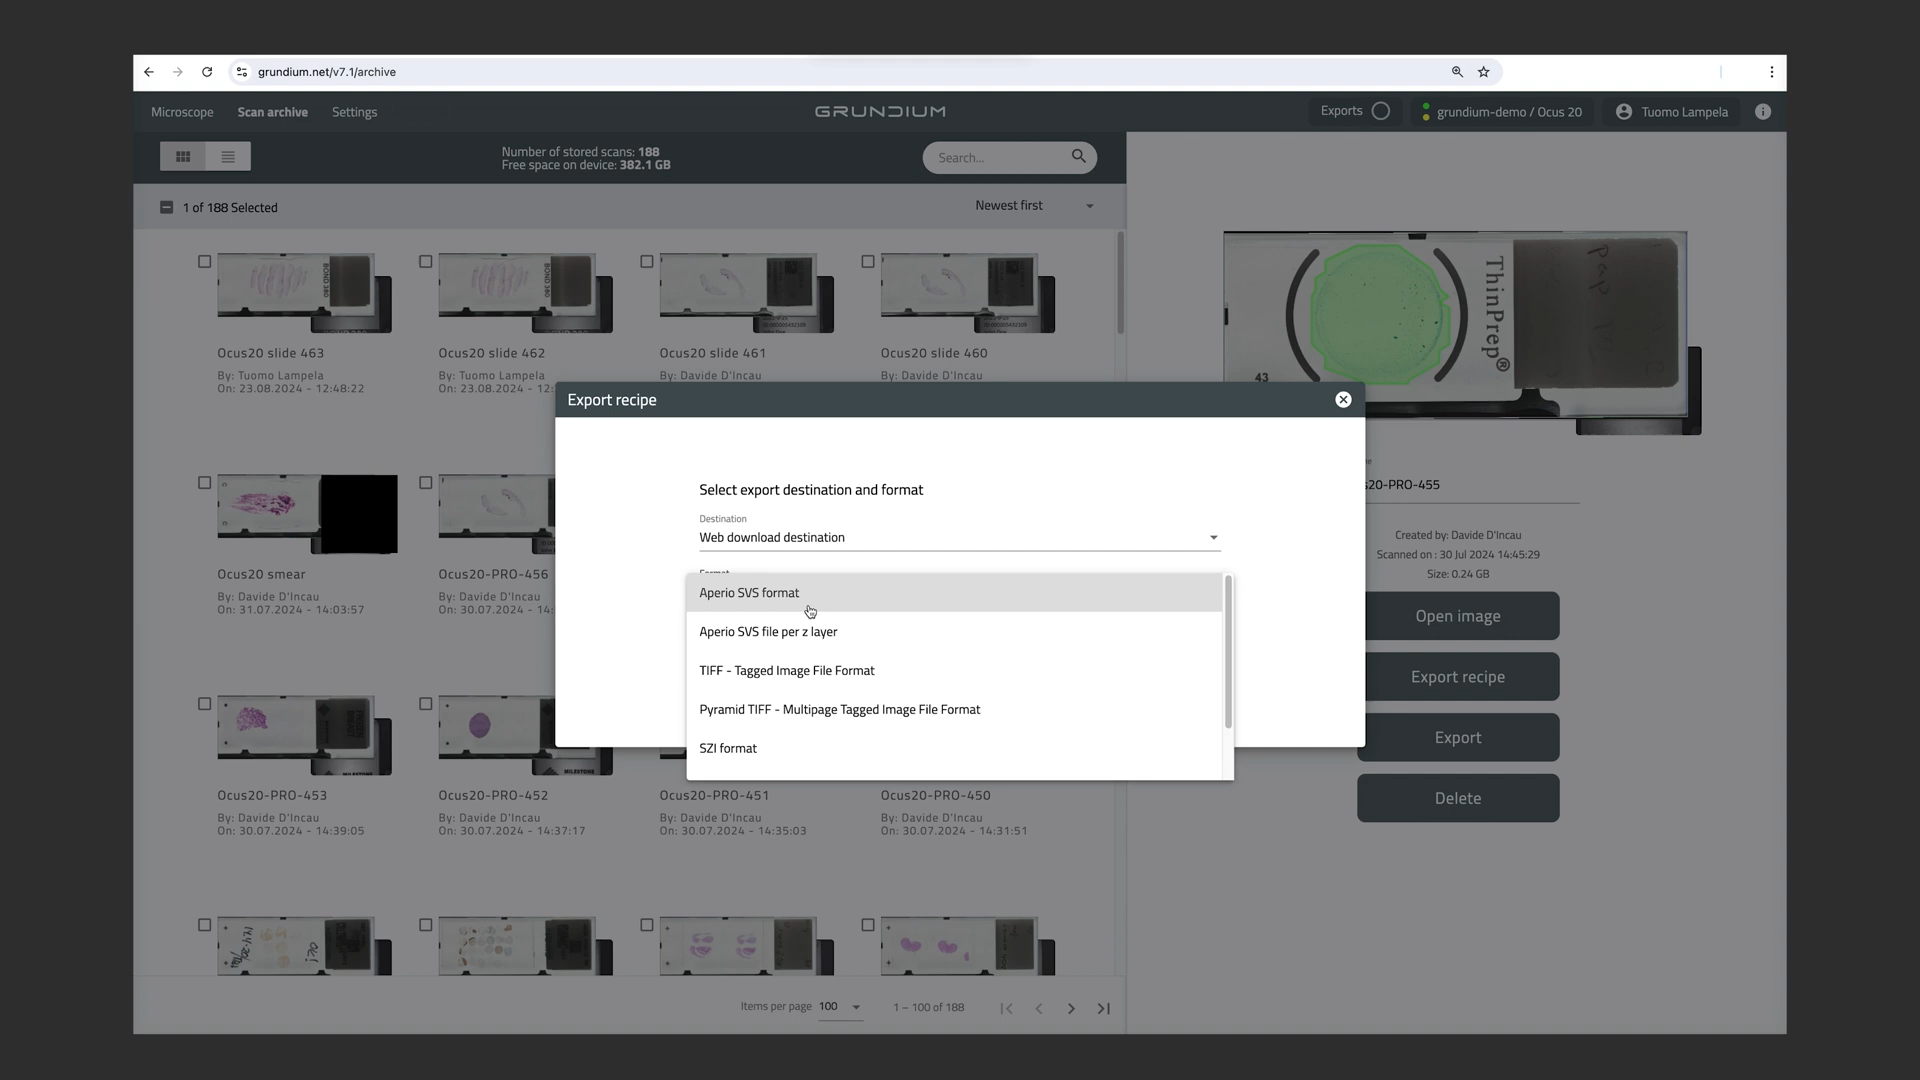 grundium.net/v7.1/archive
Microscope
Scan archive
Settings
GRUNDIUM
Exports
grundium-demo / Ocus 20
Tuomo Lampela
Number of stored scans: 188
Free space on device: 382.1 GB
Search...
1 of 188 Selected
Newest first
BOND 380
BOND 380
Ocus20 slide 463
By: Tuomo Lampela
On: 23.08.2024 - 12:48:22
Ocus20 slide 462
By: Tuomo Lampela
On: 23.08.2024 - 12:
Ocus20 slide 461
By: Davide D'Incau
Ocus20 slide 460
By: Davide D'Incau
ThinPrep®
43
Export recipe
Select export destination and format
Destination
Web download destination
Format
Aperio SVS format
Aperio SVS file per z layer
TIFF - Tagged Image File Format
Pyramid TIFF - Multipage Tagged Image File Format
SZI format
Ocus20 smear
By: Davide D'Incau
On: 31.07.2024 - 14:03:57
Ocus20-PRO-456
By: Davide D'Incau
On: 30.07.2024 - 14:
s20-PRO-455
Created by: Davide D'Incau
Scanned on : 30 Jul 2024 14:45:29
Size: 0.24 GB
Open image
Export recipe
Export
Delete
MILESTONE
Ocus20-PRO-453
By: Davide D'Incau
On: 30.07.2024 - 14:39:05
Ocus20-PRO-452
By: Davide D'Incau
On: 30.07.2024 - 14:37:17
Ocus20-PRO-451
By: Davide D'Incau
On: 30.07.2024 - 14:35:03
Ocus20-PRO-450
By: Davide D'Incau
On: 30.07.2024 - 14:31:51
Items per page
100
1 – 100 of 188